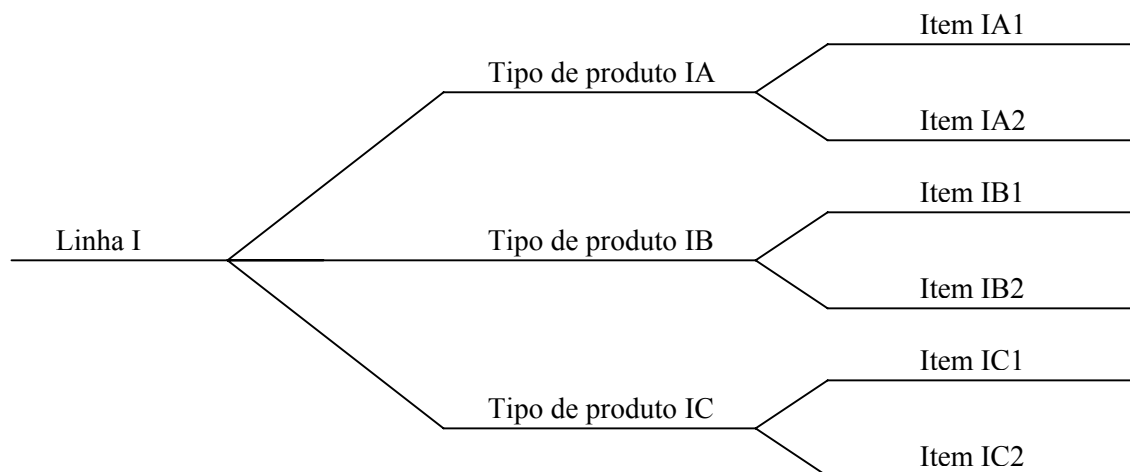 Item IA1
Tipo de produto IA
Item IA2
Item IB1
Linha I
Tipo de produto IB
Item IB2
Item IC1
Tipo de produto IC
Item IC2